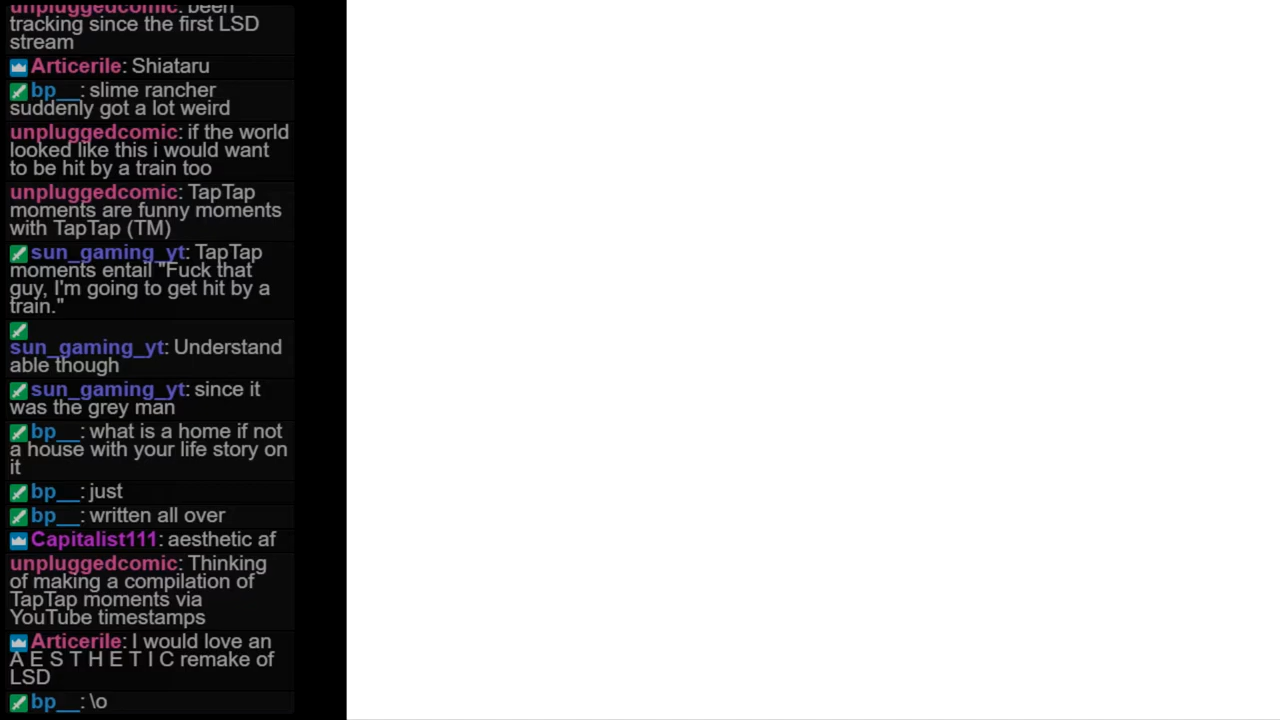 unpluggedcomic: been
tracking since the first LSD
stream
Articerile: Shiataru
bp__: slime rancher
suddenly got a lot weird
unpluggedcomic: if the world
looked like this i would want
to be hit by a train too
unpluggedcomic: TapTap
moments are funny moments
with TapTap (TM)
sun_gaming_yt: TapTap
moments entail "Fuck that
guy, I'm going to get hit by a
train."
sun_gaming_yt: Understand
able though
sun_gaming_yt: since it
was the grey man
bp__: what is a home if not
a house with your life story on
it
bp__: just
bp__: written all over
Capitalist111: aesthetic af
unpluggedcomic: Thinking
of making a compilation of
TapTap moments via
YouTube timestamps
Articerile: I would love an
A E S T H E T I C remake of
LSD
bp__: \o